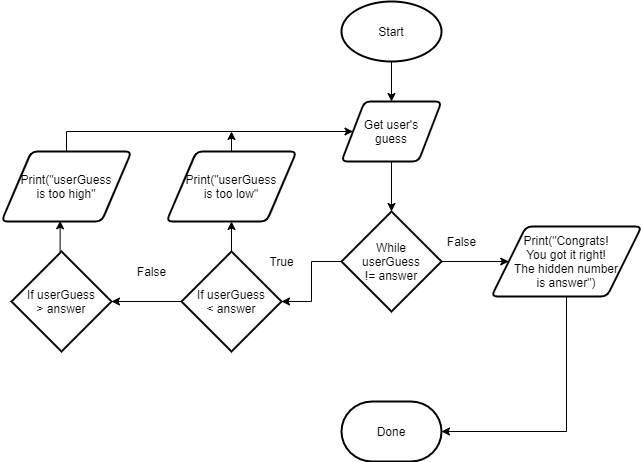 Start
Get user's
guess
Print("userGuess
is too high"
Print("userGuess
is too low"
While
userGuess
!= answer
False
Print("Congrats!
You got it right!
The hidden number
is answer")
True
If userGuess
< answer
False
If userGuess
> answer
Done